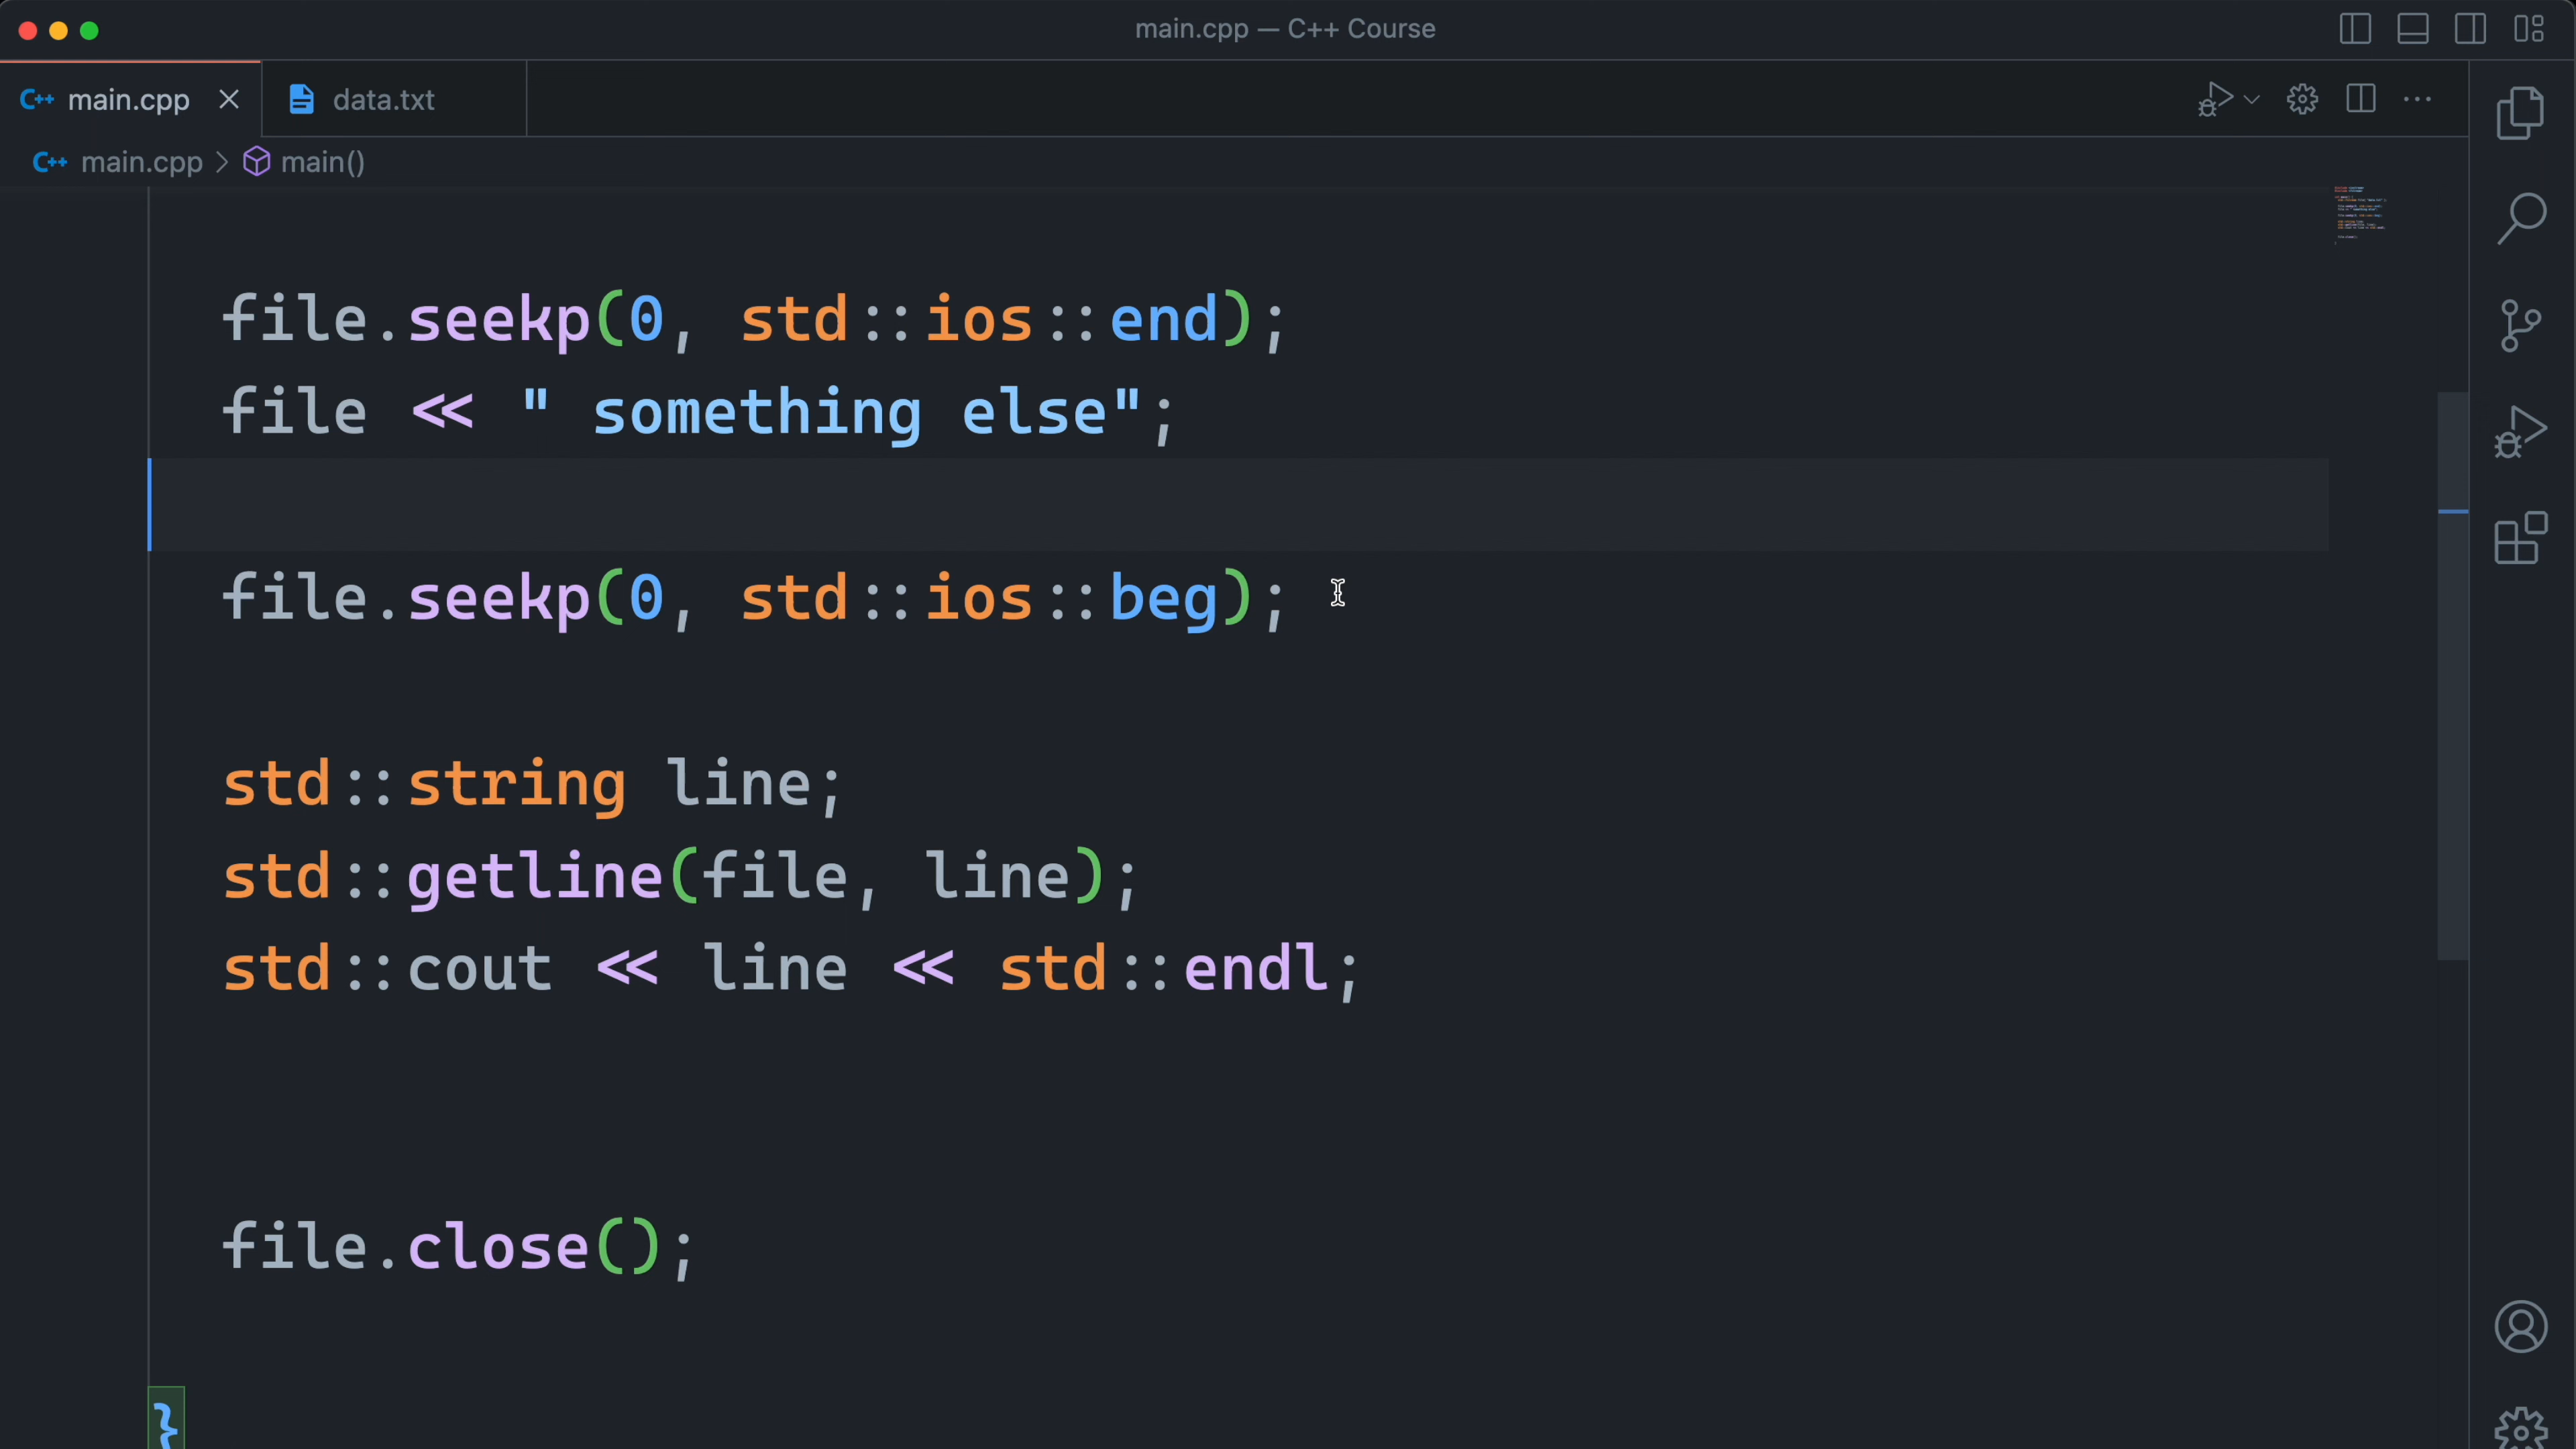 main.cpp — C++ Course
C++ main.cpp
data.txt
C++ main.cpp > main()
file.seekp(0, std::ios::end);
file << " something else";
file.seekp(0, std::ios::beg);
std::string line;
std::getline(file, line);
std::cout << line << std::endl;
file.close();
}